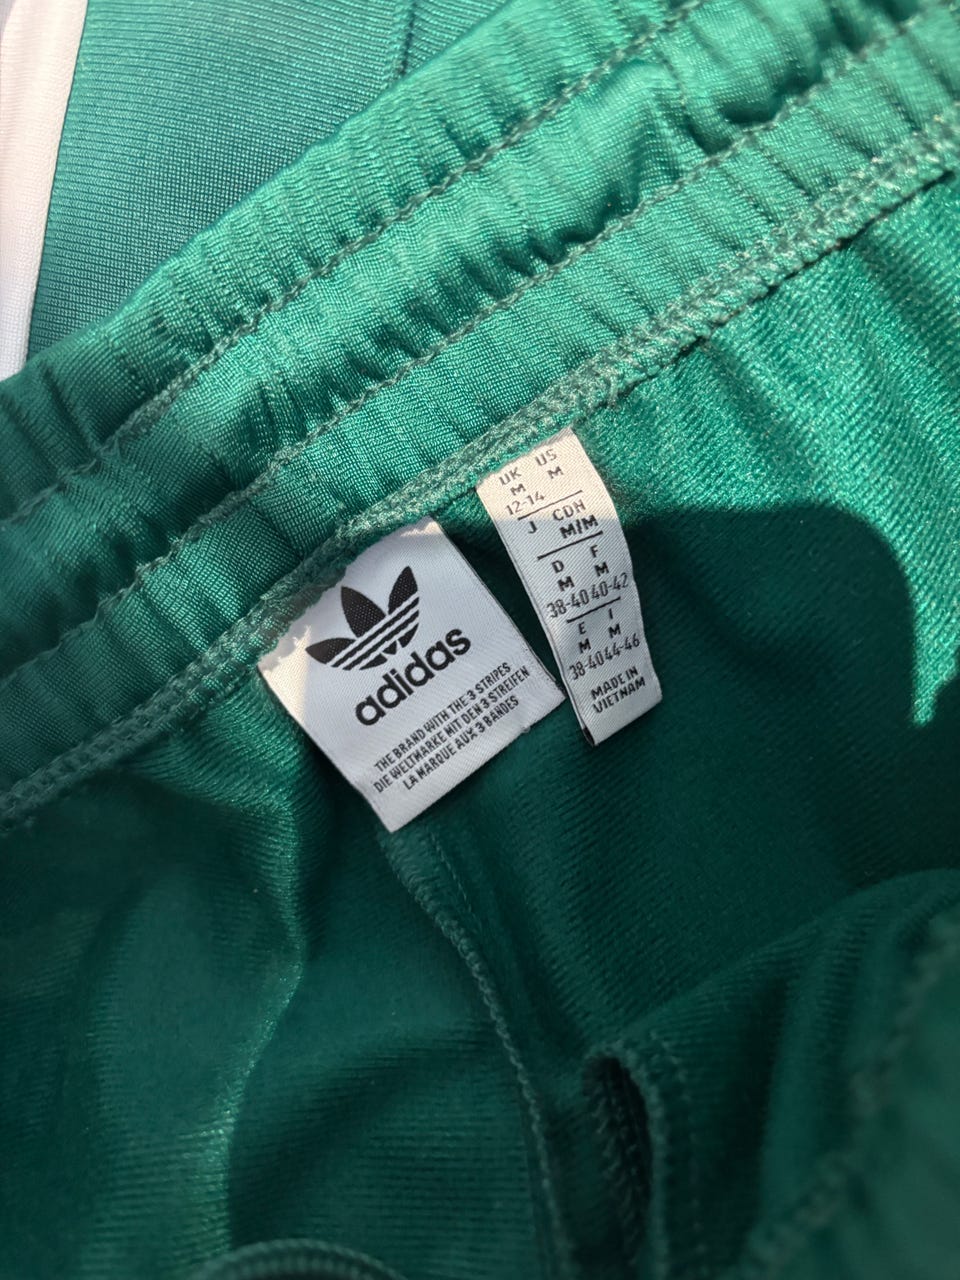 adidas
THE BRAND WITH THE 3 STRIPES
DIE WELTMARKE MIT DEN 3 STREIFEN
LA MARQUE AUX 3 BANDES
UK US
M M
12-14
J CDN
M/M
D F
M M
38-40 40-42
E I
M M
38-40 44-46
MADE IN
VIETNAM